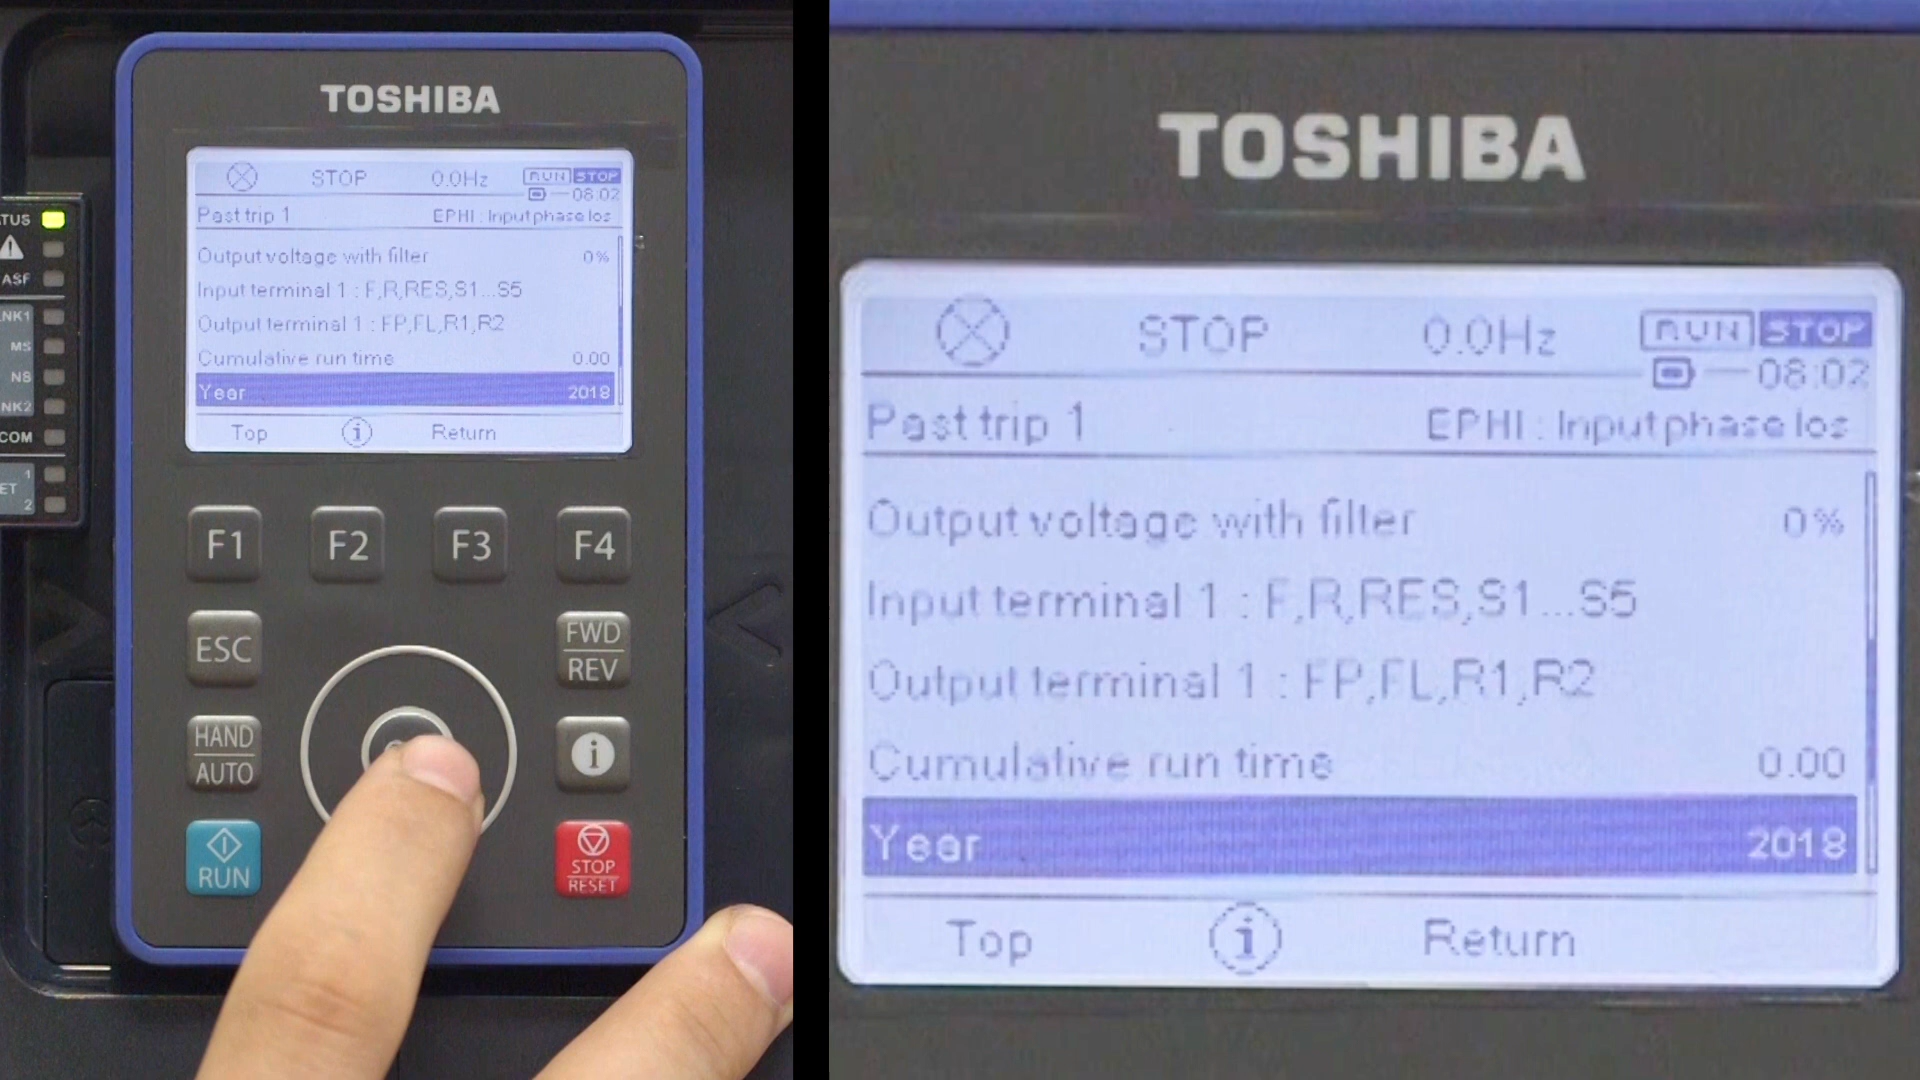 TOSHIBA
STOP 0.0Hz RUN STOP
08:02
Past trip 1 EPHI : Input phase los
Output voltage with filter 0%
Input terminal 1 : F,R,RES,S1...S5
Output terminal 1 : FP,FL,R1,R2
Cumulative run time 0.00
Year 2018
Top i Return
F1 F2 F3 F4
ESC
FWD
REV
HAND
AUTO
i
RUN
STOP
RESET
TUS
ASF
NK1
MS
NS
NK2
COM
ET 1
2
TOSHIBA
STOP 0.0Hz RUN STOP
08:02
Past trip 1 EPHI : Input phase los
Output voltage with filter 0%
Input terminal 1 : F,R,RES,S1...S5
Output terminal 1 : FP,FL,R1,R2
Cumulative run time 0.00
Year 2018
Top i Return